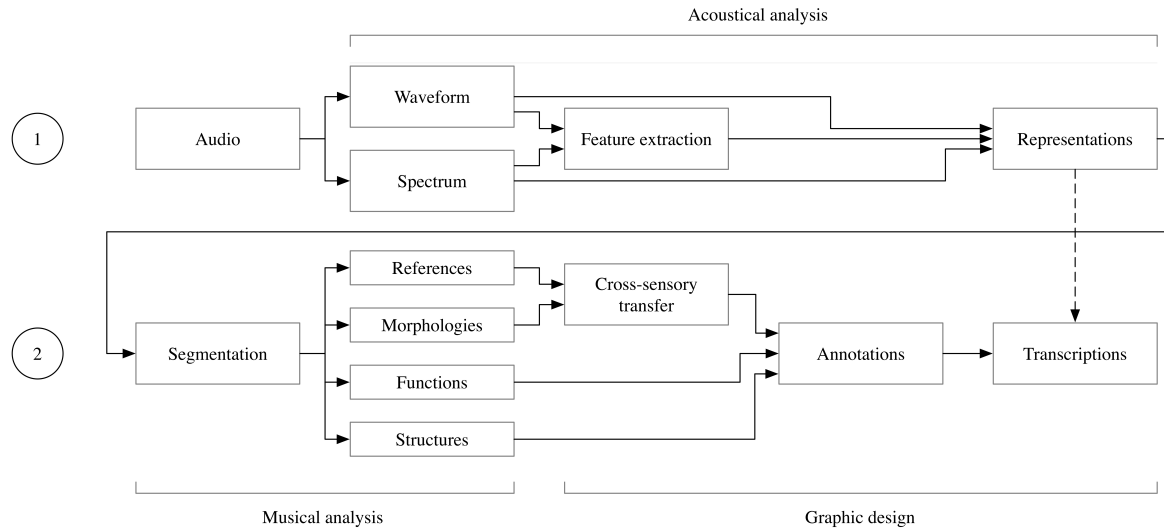 Acoustical analysis
1
Audio
Waveform
Spectrum
Feature extraction
Representations
2
Segmentation
References
Morphologies
Functions
Structures
Cross-sensory
transfer
Annotations
Transcriptions
Musical analysis
Graphic design